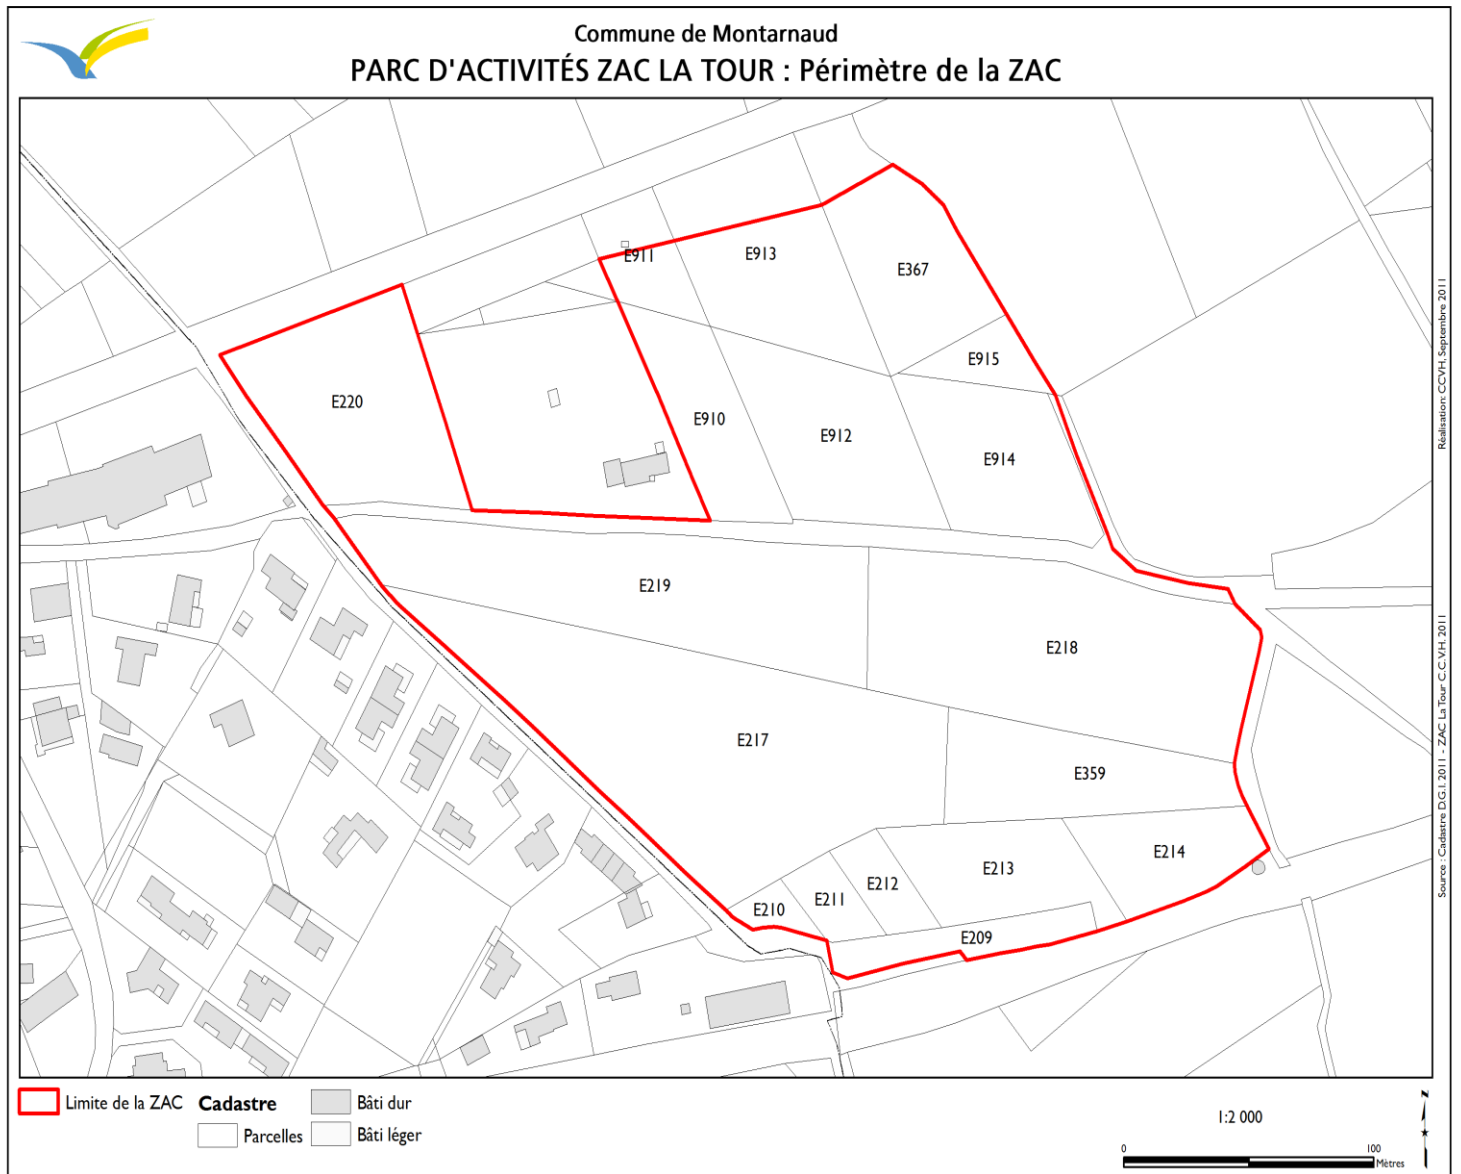 Commune de Montarnaud
PARC D'ACTIVITÉS ZAC LA TOUR : Périmètre de la ZAC
E911
E913
E367
E915
E220
E910
E912
E914
E219
E218
E217
E359
E214
E213
E212
E211
E210
E209
Réalisation: CCVH, Septembre 2011
Source : Cadastre D.G.I. 2011 - ZAC La Tour C.C.V.H. 2011
Limite de la ZAC
Cadastre
Parcelles
Bâti dur
Bâti léger
1:2 000
0 100
Mètres
N